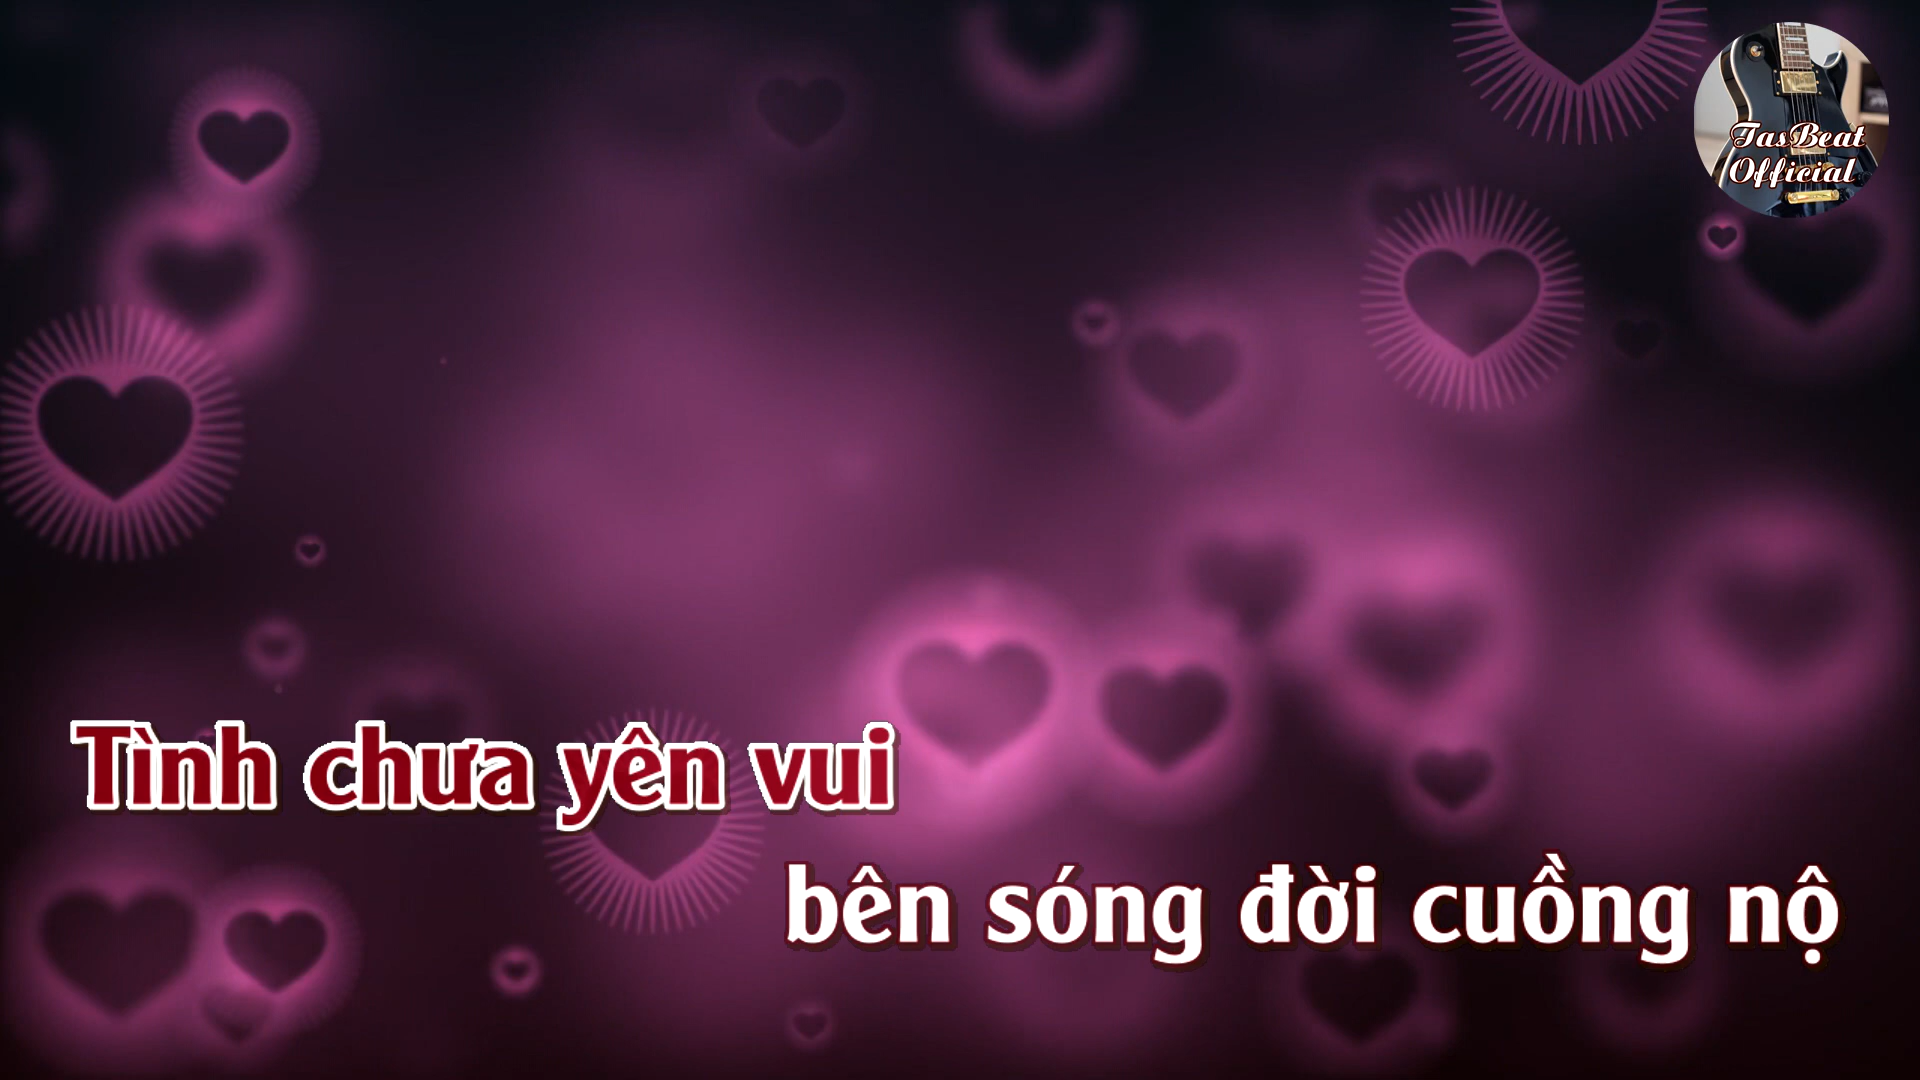 TasBeat
Official
Tình chưa yên vui
bên sóng đời cuồng nộ